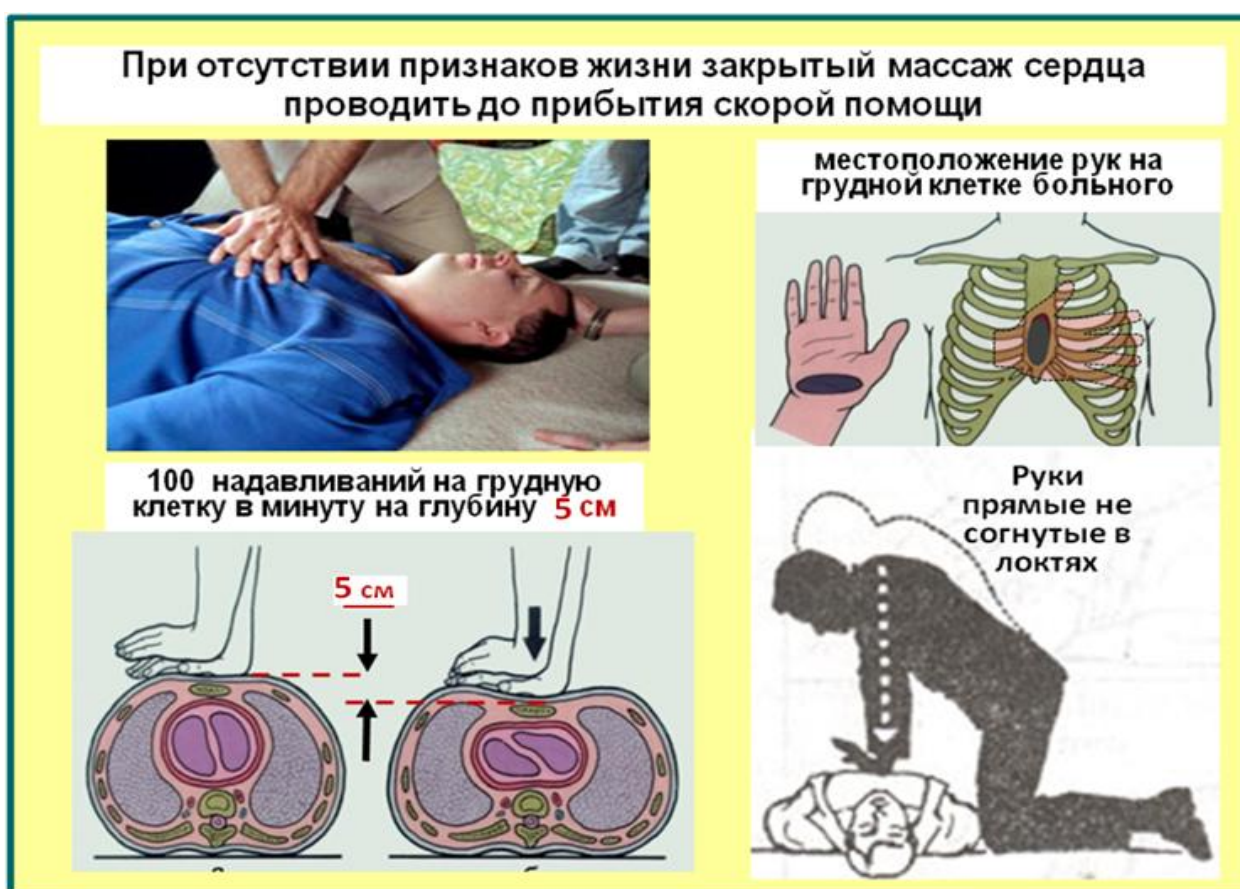 При отсутствии признаков жизни закрытый массаж сердца
проводить до прибытия скорой помощи
местоположение рук на
грудной клетке больного
100 надавливаний на грудную
клетку в минуту на глубину 5 см
5 см
Руки
прямые не
согнутые в
локтях